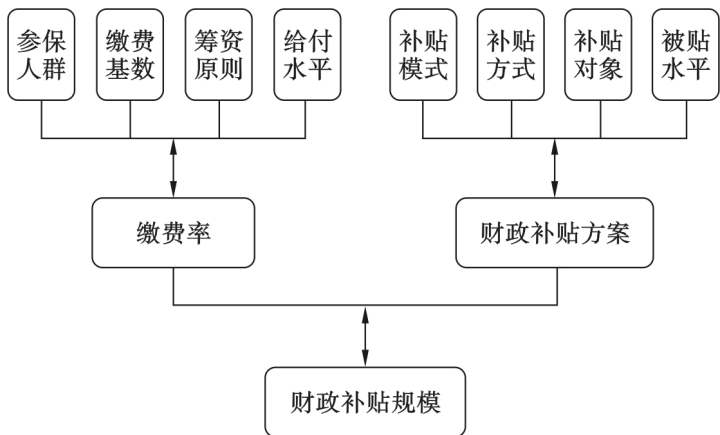 参保
人群
缴费
基数
筹资
原则
给付
水平
补贴
模式
补贴
方式
补贴
对象
被贴
水平
缴费率
财政补贴方案
财政补贴规模